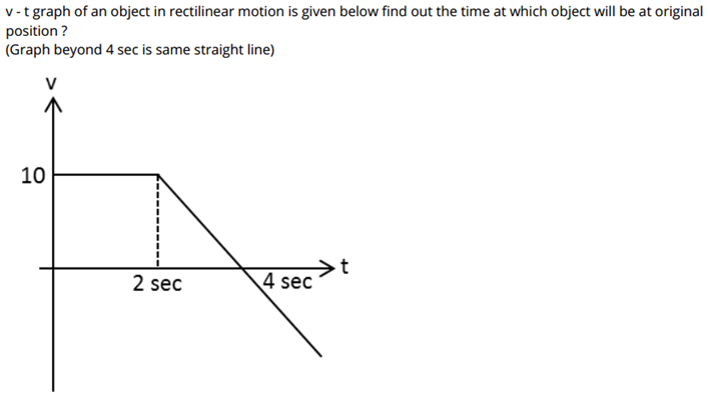 v - t graph of an object in rectilinear motion is given below find out the time at which object will be at original
position ?
(Graph beyond 4 sec is same straight line)
V
10
t
2 sec
4 sec